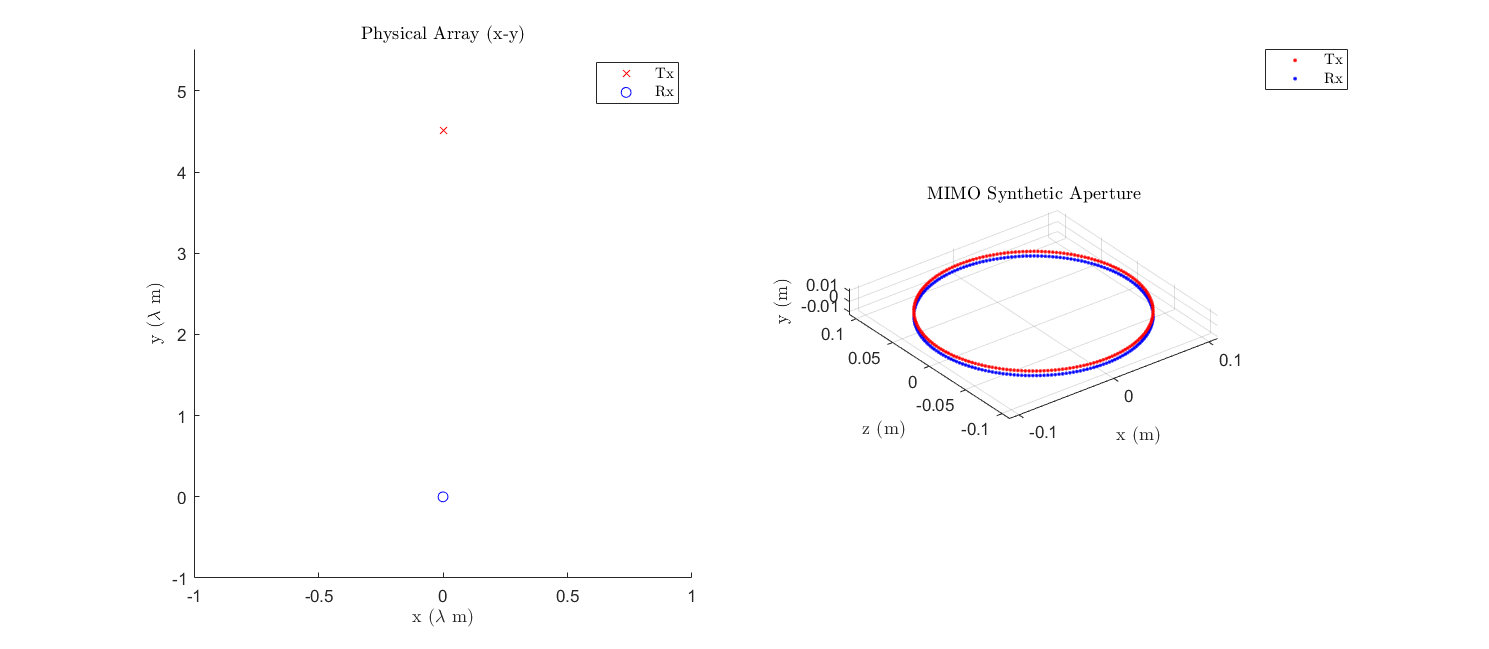 Physical Array (x-y)
Tx
Rx
5
4
3
2
1
0
-1
y (λ m)
-1
-0.5
0
0.5
1
x (λ m)
Tx
Rx
MIMO Synthetic Aperture
0.01
0
-0.01
y (m)
0.1
0.05
0
-0.05
-0.1
z (m)
-0.1
0
0.1
x (m)